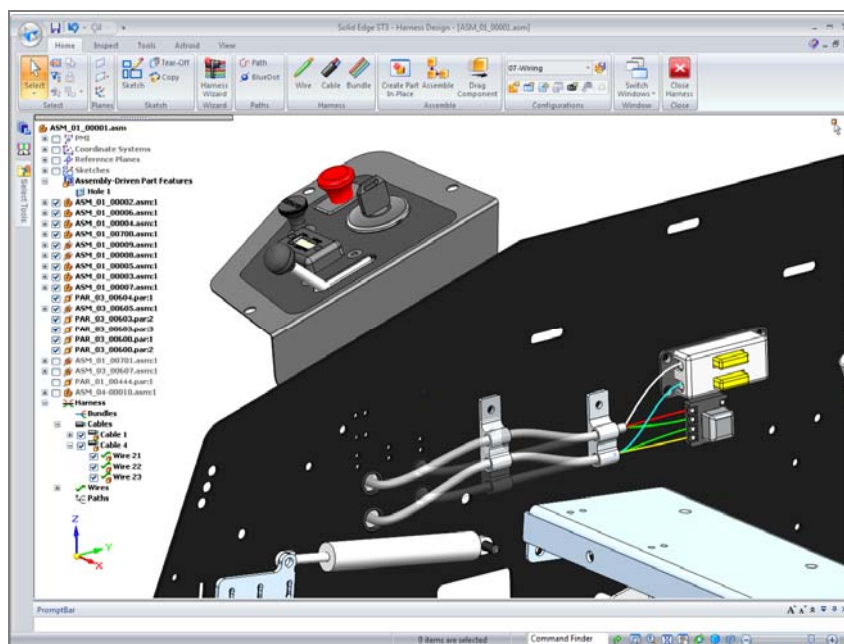 Solid Edge ST3 - Harness Design - [ASM_01_00001.asm]
Home Inspect Tools Astroid View
Select
Tear-Off
Sketch
Copy
Harness Wizard
Path
BlueDot
Wire Cable Bundle
Create Part In-Place
Assemble
Drag Component
07-Wiring
Switch Windows
Close Harness
Select Planes Sketch Wizard Paths Harness Assemble Configurations Window Close
Select Tools
ASM_01_00001.asm
PMI
Coordinate Systems
Reference Planes
Sketches
Assembly-Driven Part Features
Hole 1
ASM_01_00002.asm:1
ASM_01_00006.asm:1
ASM_01_00004.asm:1
ASM_01_00700.asm:1
ASM_01_00009.asm:1
ASM_01_00008.asm:1
ASM_01_00005.asm:1
ASM_01_00003.asm:1
ASM_01_00007.asm:1
PAR_03_00604.par:1
ASM_03_00605.asm:1
PAR_03_00603.par:2
PAR_03_00603.par:3
PAR_03_00600.par:1
PAR_03_00600.par:2
ASM_01_00701.asm:1
ASM_03_00607.asm:1
PAR_01_00444.par:1
ASM_04-00010.asm:1
Harness
Bundles
Cables
Cable 1
Cable 4
Wire 21
Wire 22
Wire 23
Wires
Paths
Z
Y
X
PromptBar
0 items are selected
Command Finder